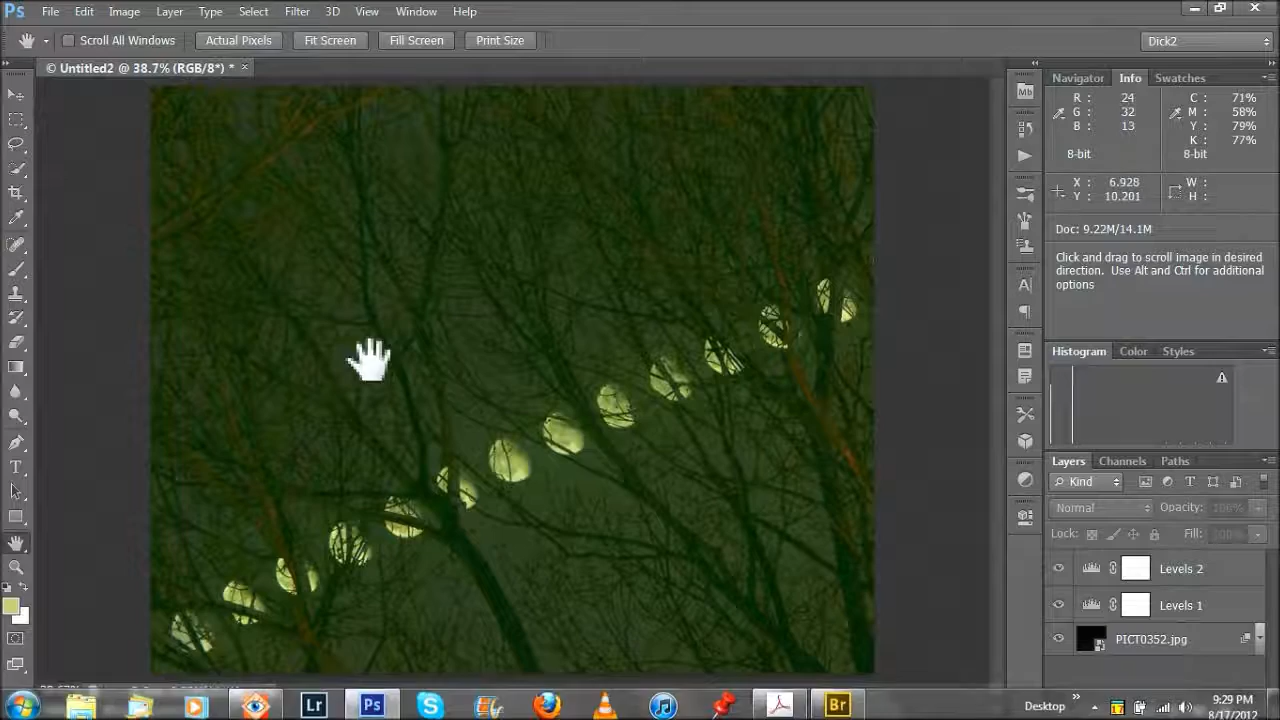 Ps File Edit Image Layer Type Select Filter 3D View Window Help
Scroll All Windows Actual Pixels Fit Screen Fill Screen Print Size Dick2
© Untitled2 @ 38.7% (RGB/8*) * ×
Navigator Info Swatches
Mb
R : 24 C : 71%
G : 32 M : 58%
B : 13 Y : 79%
K : 77%
8-bit 8-bit
X : 6.928 W :
Y : 10.201 H :
Doc: 9.22M/14.1M
Click and drag to scroll image in desired
direction. Use Alt and Ctrl for additional
options
Histogram Color Styles
Layers Channels Paths
Kind
Normal Opacity: 100%
Lock: Fill: 100%
Levels 2
Levels 1
PICT0352.jpg
Lr Ps Br Desktop » 9:29 PM
8/17/2012